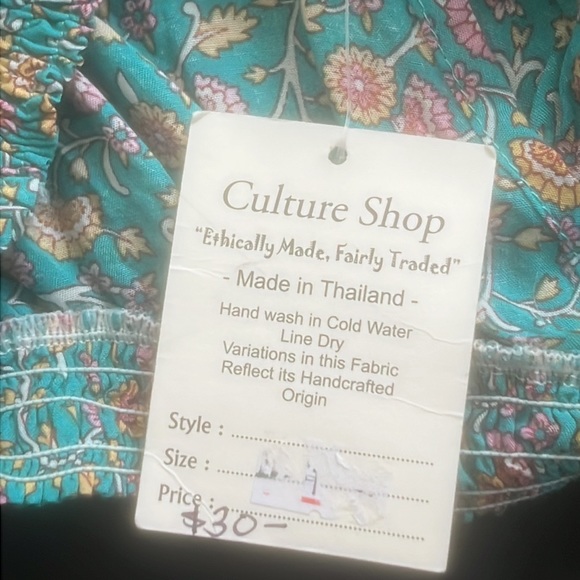 Culture Shop
"Ethically Made, Fairly Traded"
- Made in Thailand -
Hand wash in Cold Water
Line Dry
Variations in this Fabric
Reflect its Handcrafted
Origin
Style :
Size :
Price :
$30-